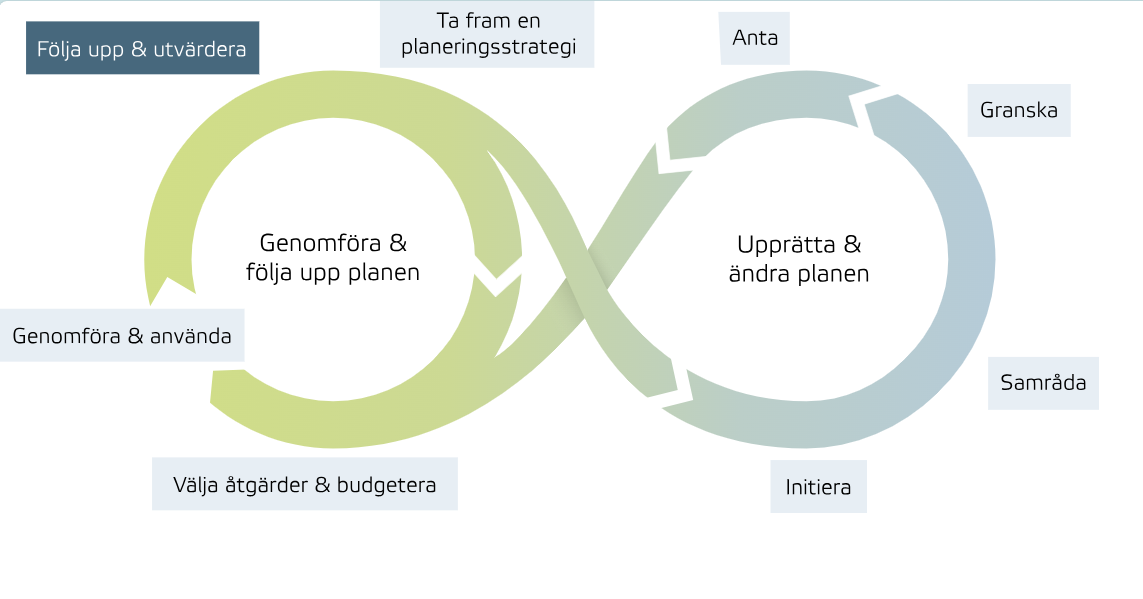 Följa upp & utvärdera
Ta fram en
planeringsstrategi
Anta
Granska
Genomföra &
följa upp planen
Upprätta &
ändra planen
Genomföra & använda
Samråda
Välja åtgärder & budgetera
Initiera